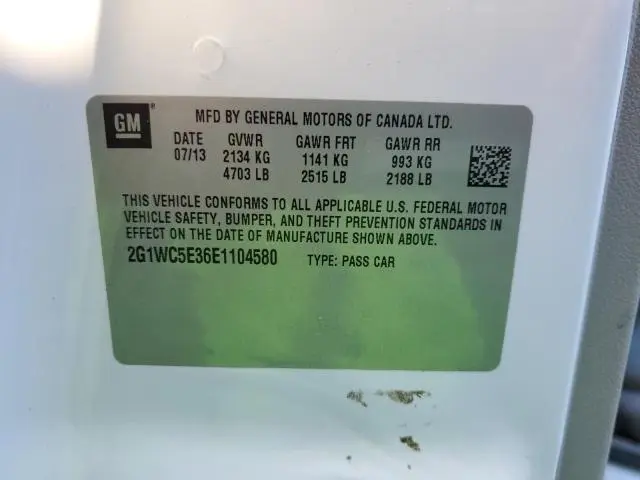 GM
MFD BY GENERAL MOTORS OF CANADA LTD.
DATE GVWR GAWR FRT GAWR RR
07/13 2134 KG 1141 KG 993 KG
4703 LB 2515 LB 2188 LB
THIS VEHICLE CONFORMS TO ALL APPLICABLE U.S. FEDERAL MOTOR
VEHICLE SAFETY, BUMPER, AND THEFT PREVENTION STANDARDS IN
EFFECT ON THE DATE OF MANUFACTURE SHOWN ABOVE.
2G1WC5E36E1104580 TYPE: PASS CAR